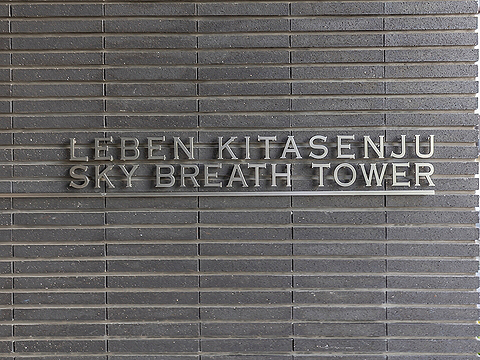 LEBEN KITASENJU
SKY BREATH TOWER